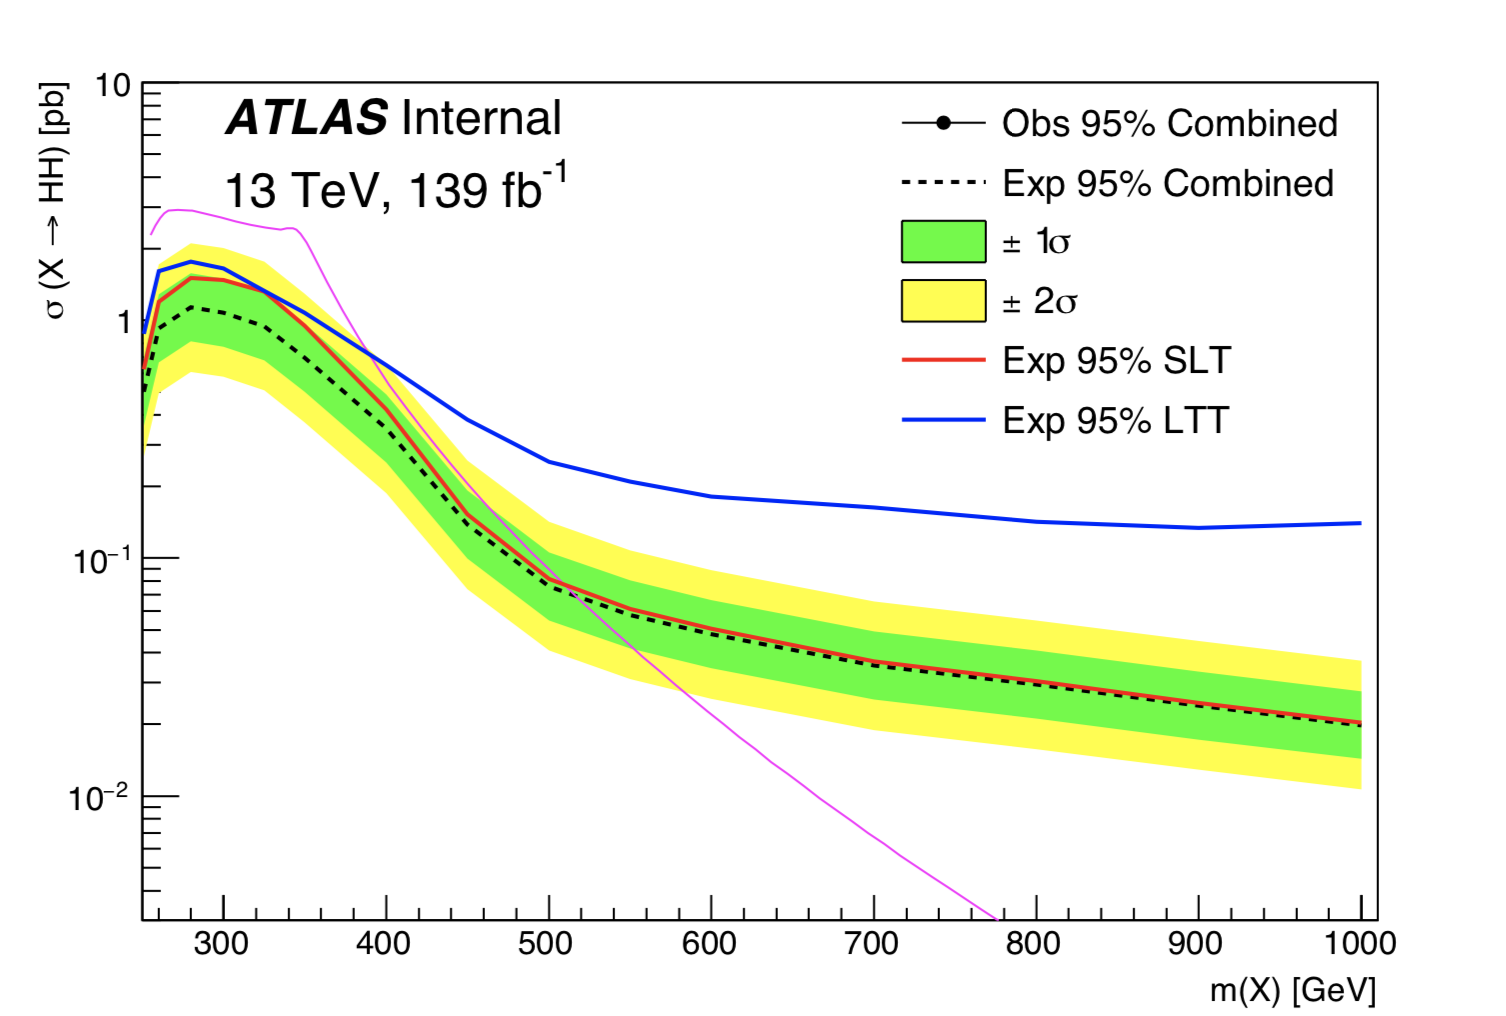 σ (X → HH) [pb]
10
1
10⁻¹
10⁻²
ATLAS Internal
13 TeV, 139 fb⁻¹
Obs 95% Combined
Exp 95% Combined
± 1σ
± 2σ
Exp 95% SLT
Exp 95% LTT
300 400 500 600 700 800 900 1000
m(X) [GeV]